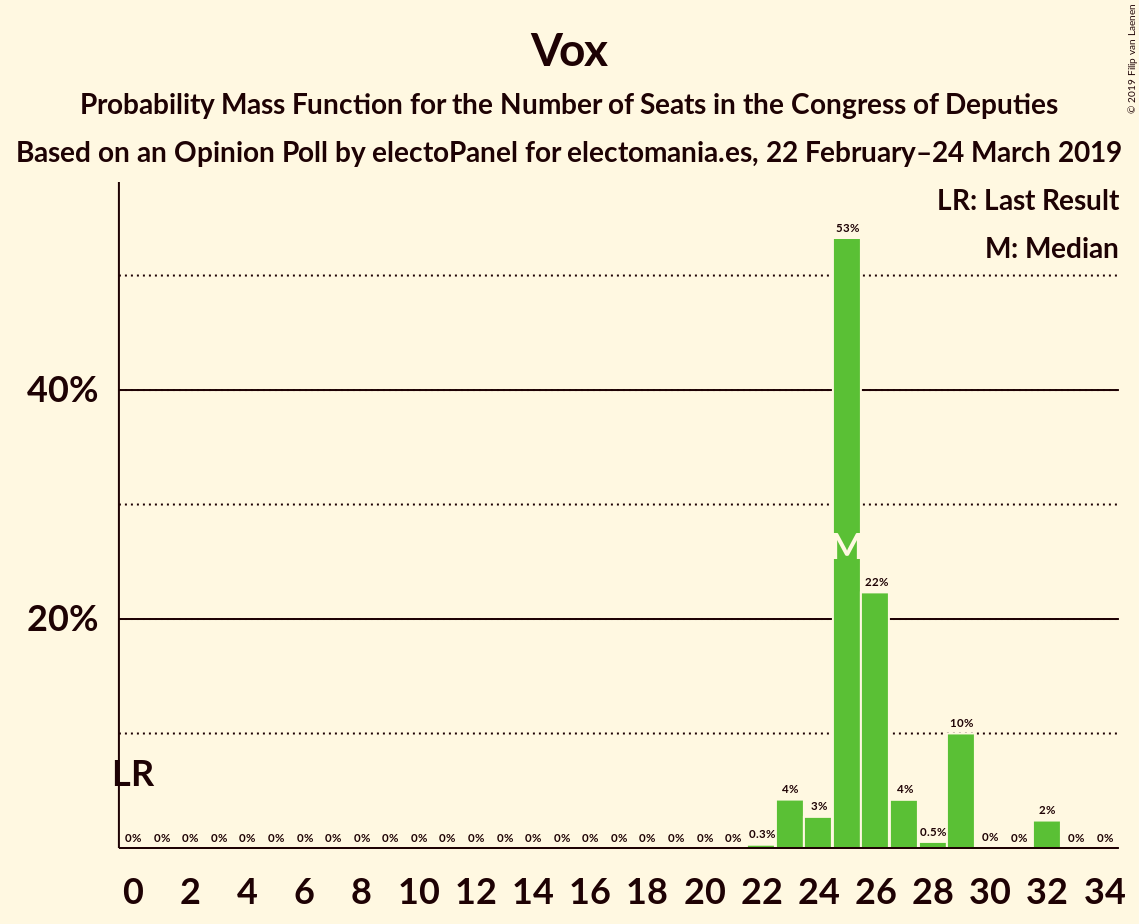 Vox
Probability Mass Function for the Number of Seats in the Congress of Deputies
Based on an Opinion Poll by electoPanel for electomania.es, 22 February–24 March 2019
© 2019 Filip van Laenen
LR: Last Result
M: Median
53%
40%
M
22%
20%
10%
LR
4% 3% 4% 0.5% 2%
0% 0% 0% 0% 0% 0% 0% 0% 0% 0% 0% 0% 0% 0% 0% 0% 0% 0% 0% 0% 0% 0% 0.3% 0% 0% 0% 0%
0 2 4 6 8 10 12 14 16 18 20 22 24 26 28 30 32 34